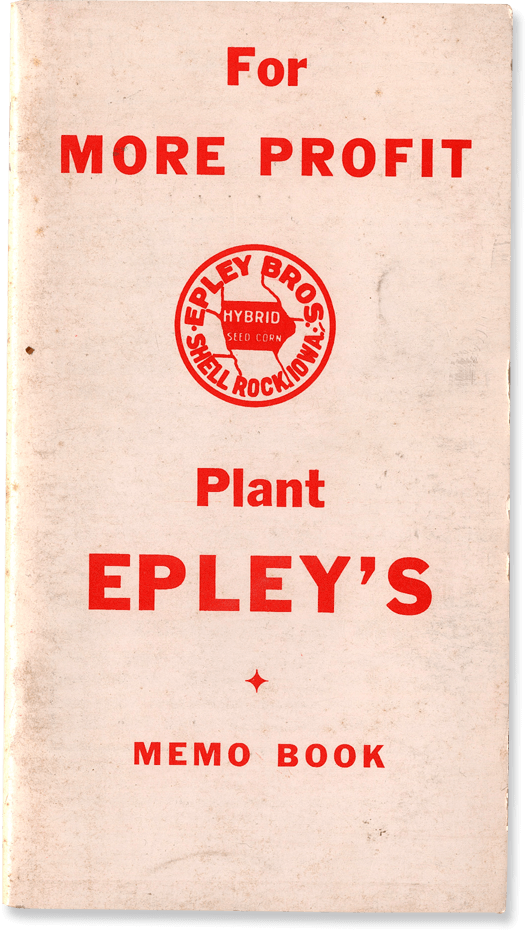 For
MORE PROFIT
EPLEY BROS.
HYBRID
SEED CORN
SHELL ROCK, IOWA.
Plant
EPLEY'S
MEMO BOOK